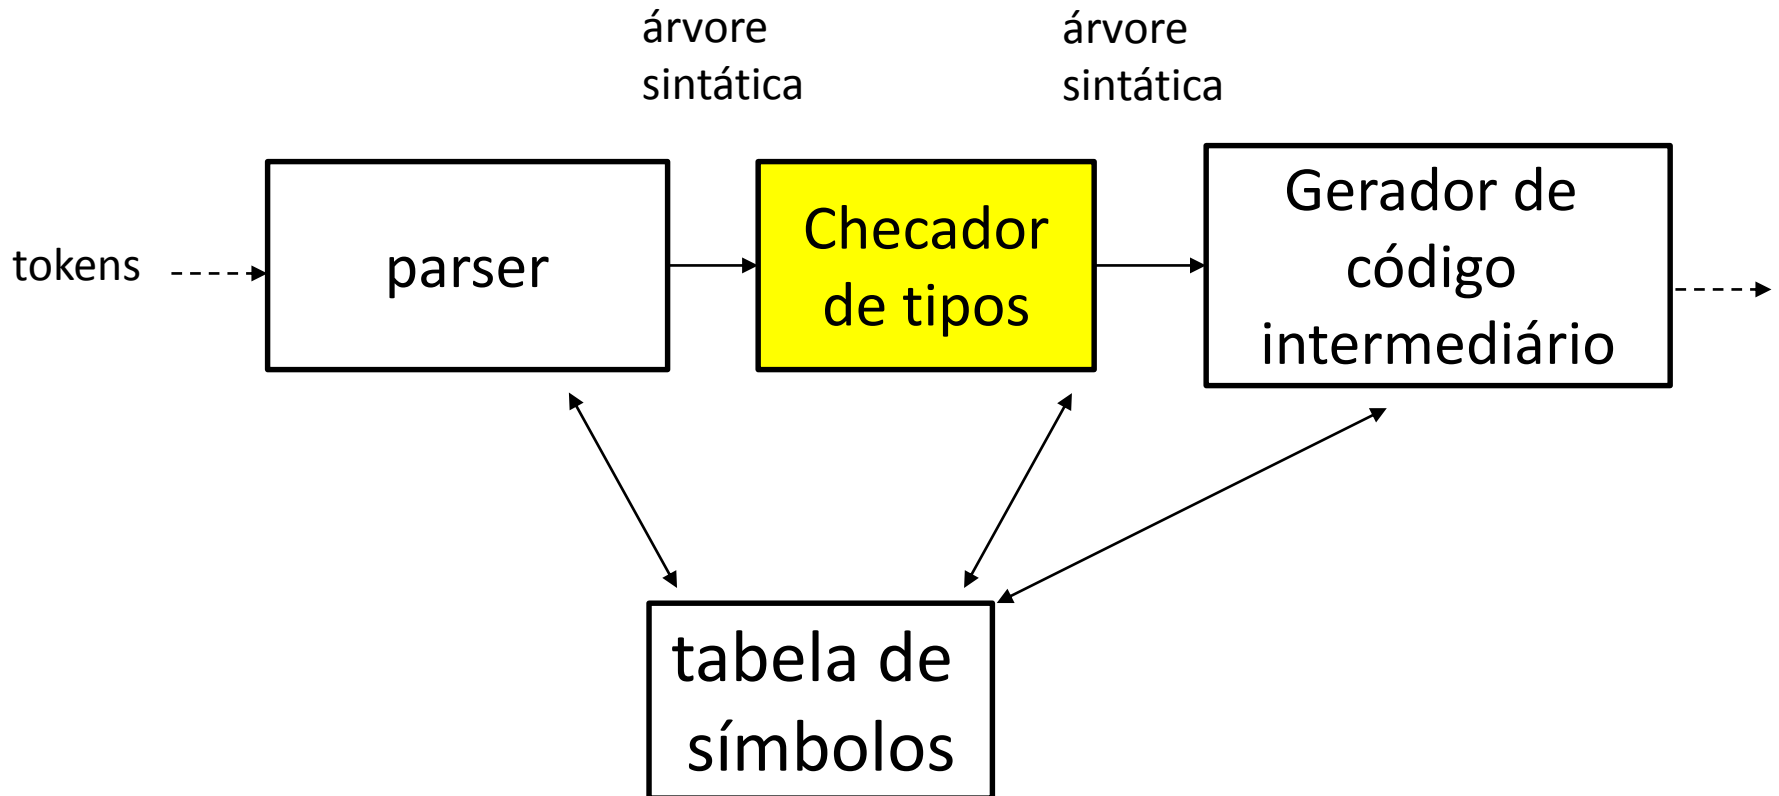 árvore
sintática
árvore
sintática
tokens
parser
Checador
de tipos
Gerador de
código
intermediário
tabela de
símbolos